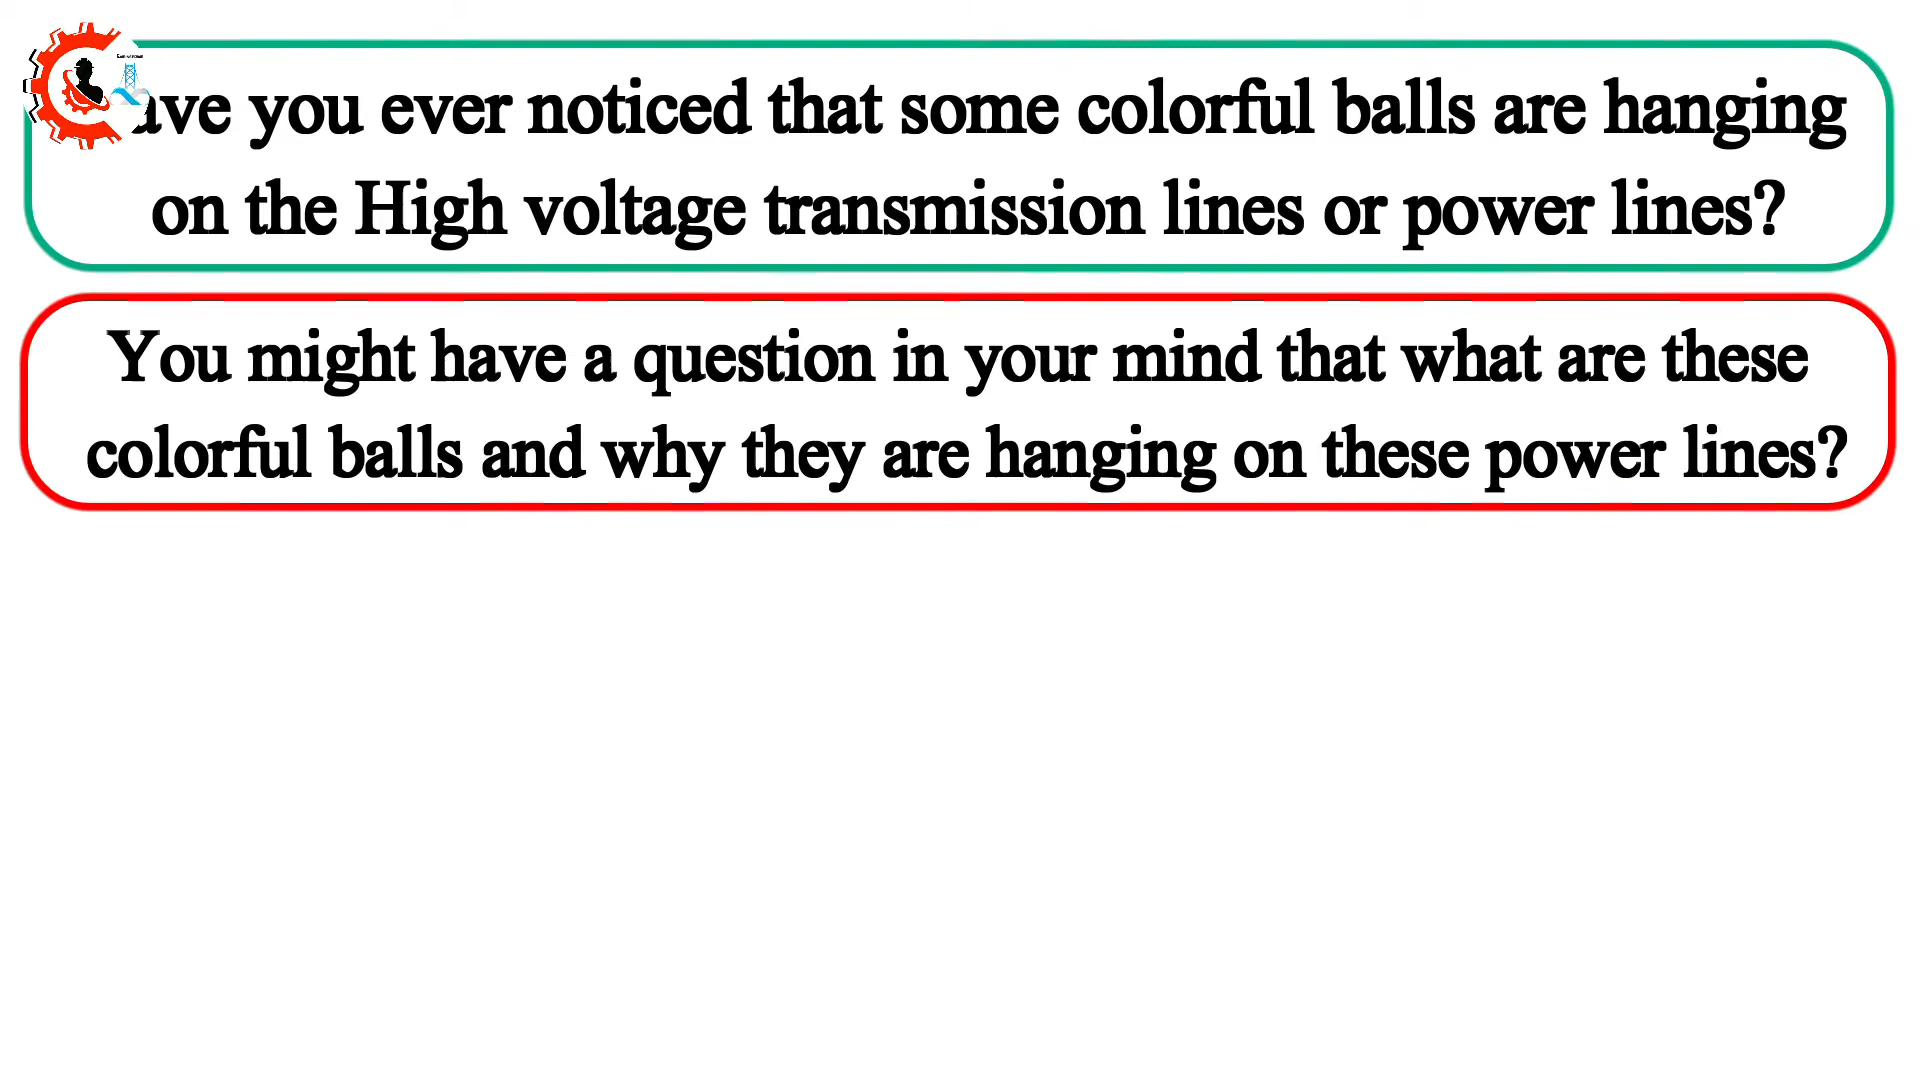 ave you ever noticed that some colorful balls are hanging
on the High voltage transmission lines or power lines?
You might have a question in your mind that what are these
colorful balls and why they are hanging on these power lines?